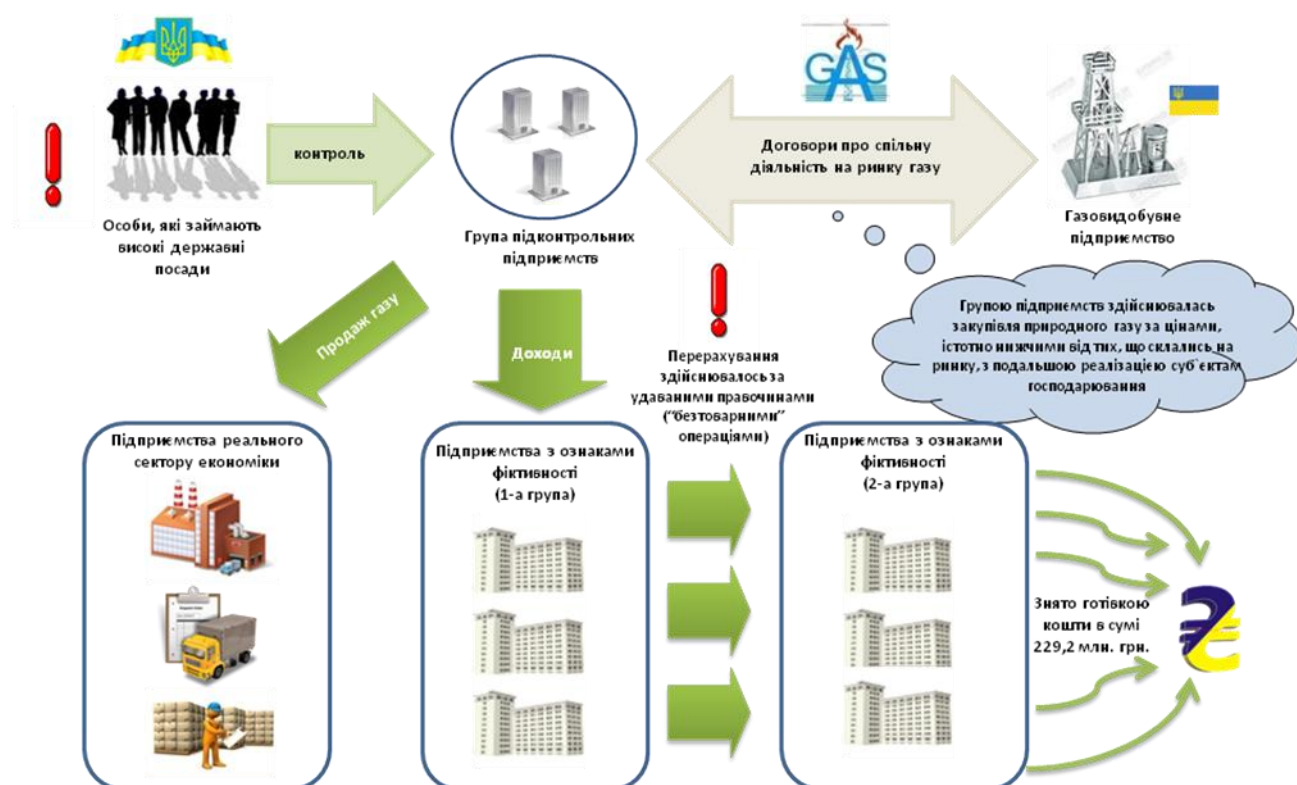 GAS
контроль
Договори про спільну
діяльність на ринку газу
Особи, які займають
високі державні
посади
Група підконтрольних
підприємств
Газовидобувне
підприємство
Продаж газу
Доходи
Перерахування
здійснювалось за
удаваними правочинами
(“безтоварними”
операціями)
Групою підприємств здійснювалась
закупівля природного газу за цінами,
істотно нижчими від тих, що склались на
ринку, з подальшою реалізацією суб`єктам
господарювання
Підприємства реального
сектору економіки
Підприємства з ознаками
фіктивності
(1-а група)
Підприємства з ознаками
фіктивності
(2-а група)
Знято готівкою
кошти в сумі
229,2 млн. грн.